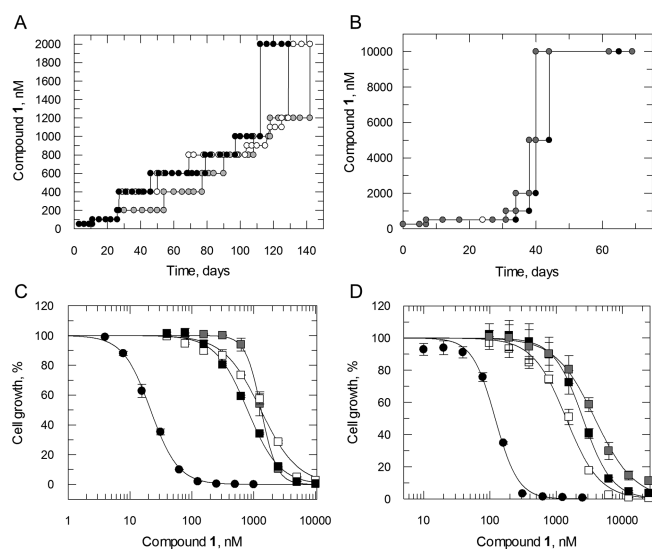 A
B
2000
1800
1600
1400
1200
1000
800
600
400
200
0
Compound 1, nM
0 20 40 60 80 100 120 140
Time, days
10000
8000
6000
4000
2000
0
Compound 1, nM
0 20 40 60
Time, days
C
D
120
100
80
60
40
20
0
Cell growth, %
1 10 100 1000 10000
Compound 1, nM
120
100
80
60
40
20
0
Cell growth, %
10 100 1000 10000
Compound 1, nM